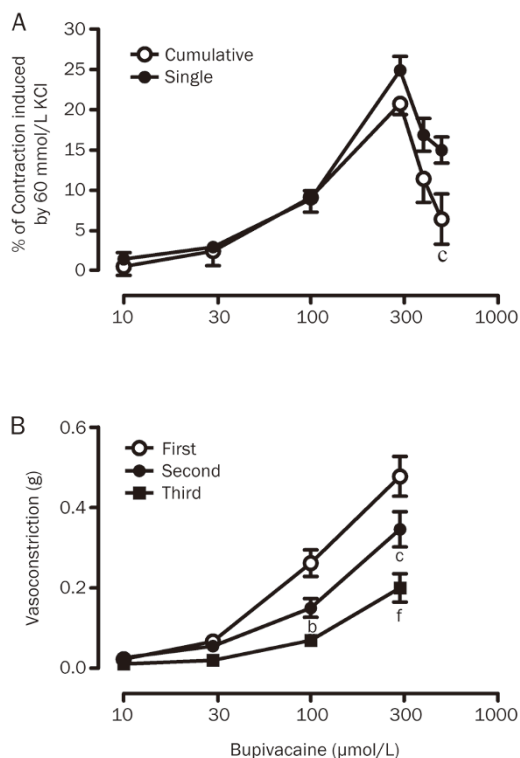 A
Cumulative
Single
% of Contraction induced
by 60 mmol/L KCl
30
25
20
15
10
5
0
c
10 30 100 300 1000
B
First
Second
Third
Vasoconstriction (g)
0.6
0.4
0.2
0.0
b
c
f
10 30 100 300 1000
Bupivacaine (μmol/L)